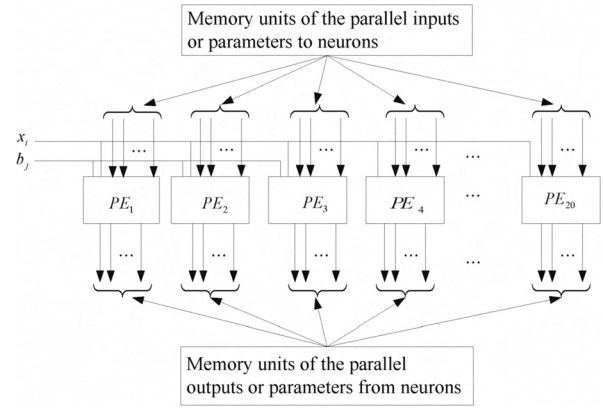 Memory units of the parallel inputs
or parameters to neurons
x_i
... ... ... ... ...
b_j
...
PE_1 PE_2 PE_3 PE_4 ... PE_20
... ... ... ... ...
...
Memory units of the parallel
outputs or parameters from neurons